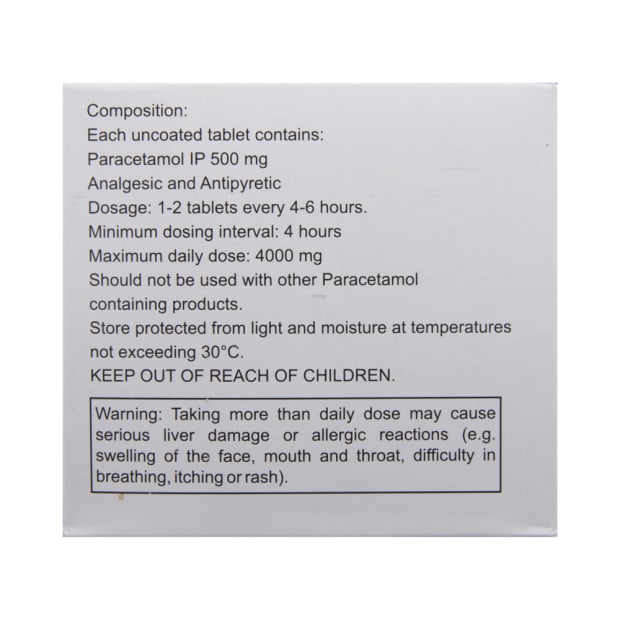 Composition:
Each uncoated tablet contains:
Paracetamol IP 500 mg
Analgesic and Antipyretic
Dosage: 1-2 tablets every 4-6 hours.
Minimum dosing interval: 4 hours
Maximum daily dose: 4000 mg
Should not be used with other Paracetamol
containing products.
Store protected from light and moisture at temperatures
not exceeding 30°C.
KEEP OUT OF REACH OF CHILDREN.
Warning: Taking more than daily dose may cause
serious liver damage or allergic reactions (e.g.
swelling of the face, mouth and throat, difficulty in
breathing, itching or rash).